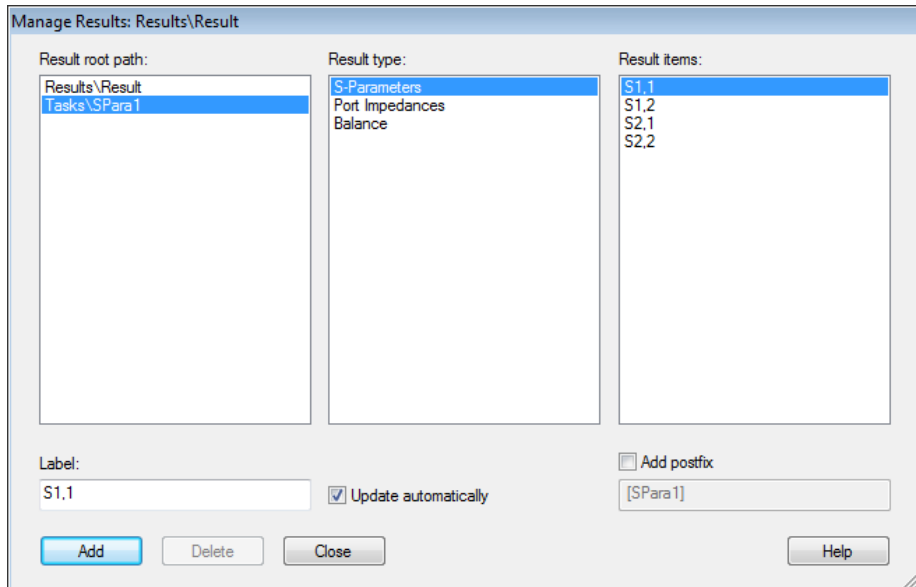 Manage Results: Results\Result
Result root path:
Results\Result
Tasks\SPara1
Result type:
S-Parameters
Port Impedances
Balance
Result items:
S1,1
S1,2
S2,1
S2,2
Label:
S1,1
Update automatically
Add postfix
[SPara1]
Add
Delete
Close
Help